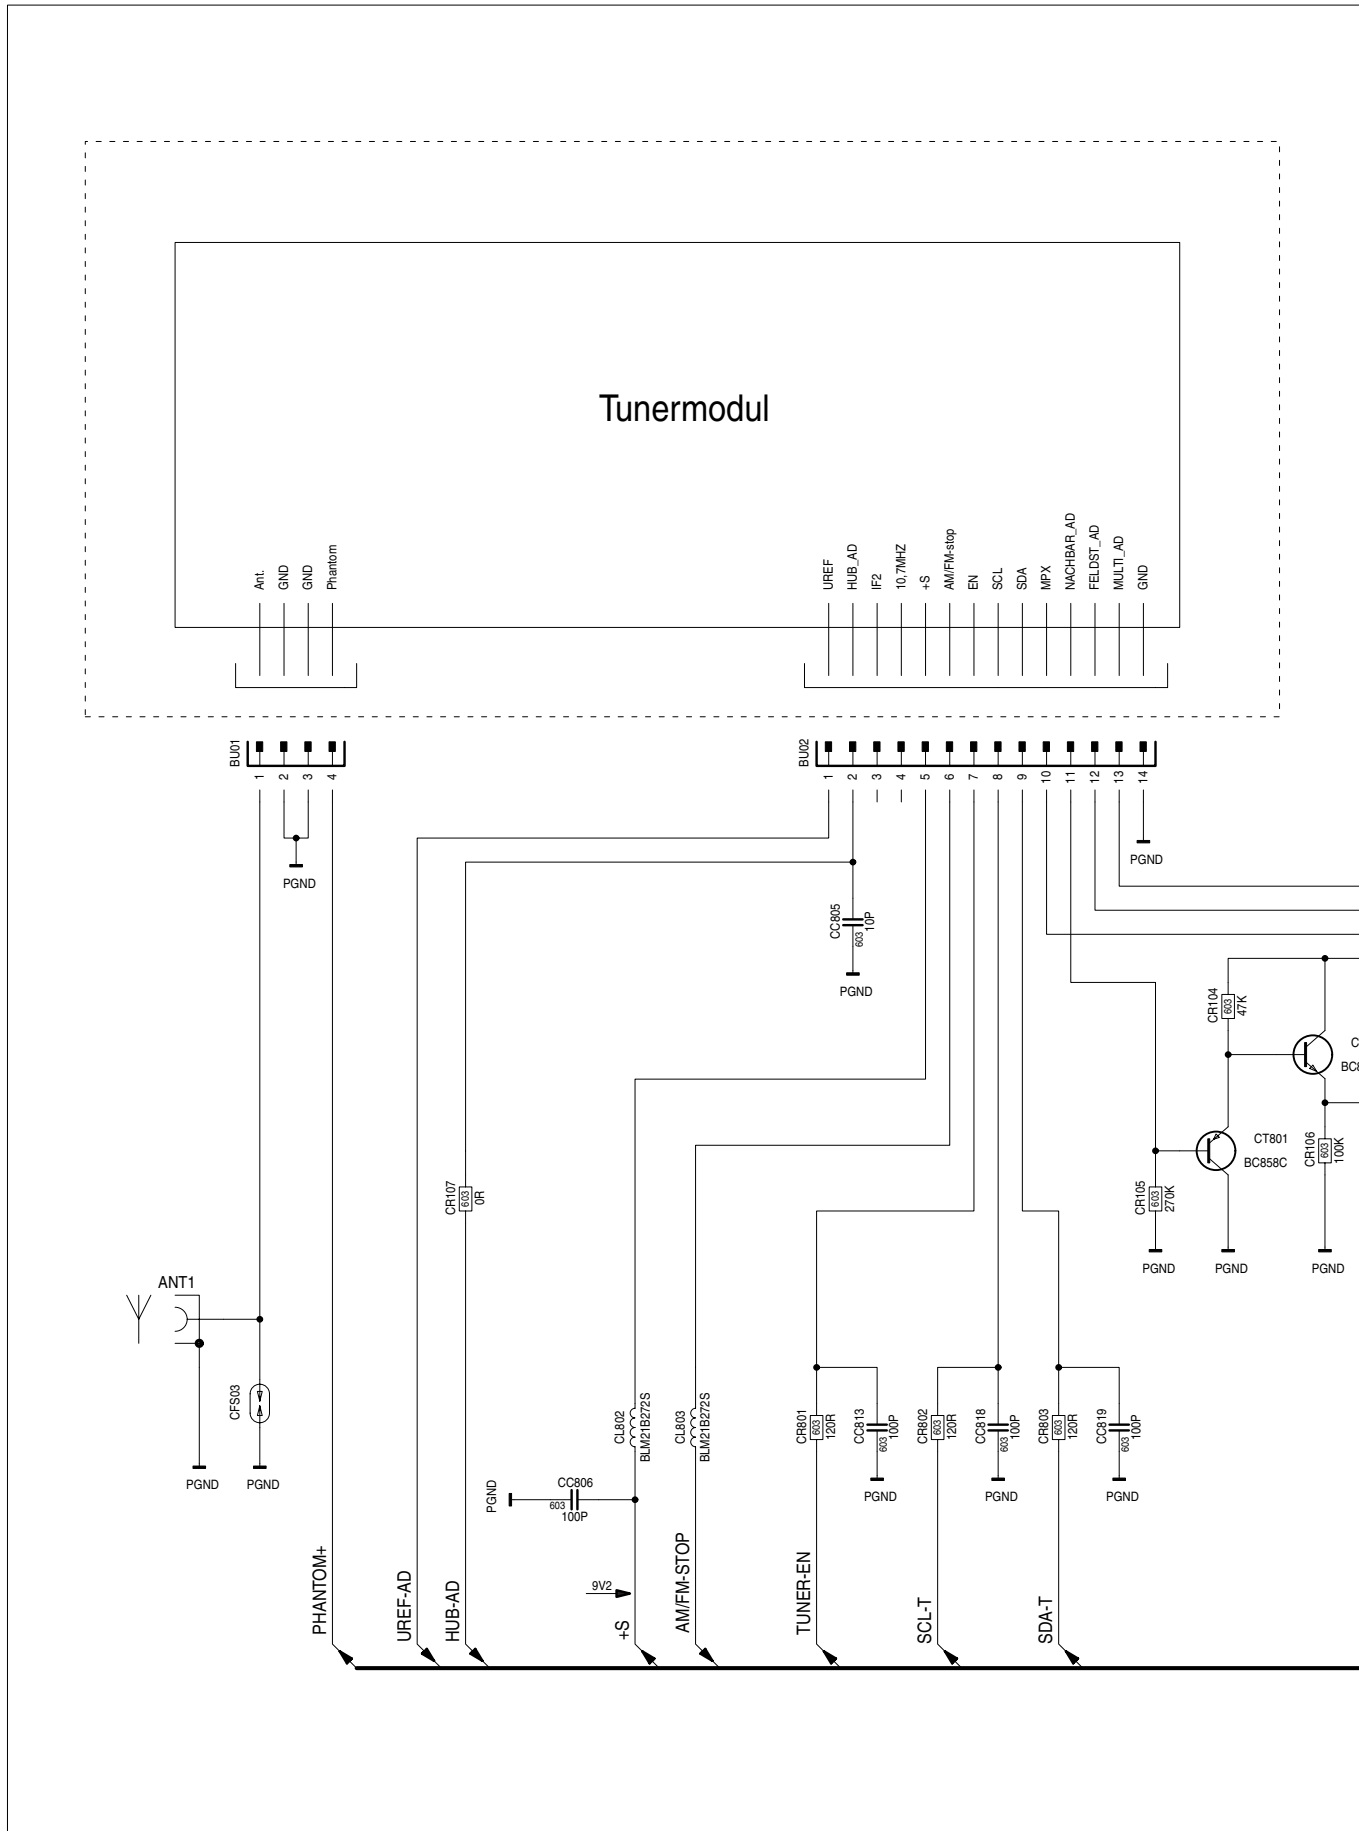 Tunermodul
Ant.
GND
GND
Phantom
UREF
HUB_AD
IF2
10,7MHZ
+S
AM/FM-stop
EN
SCL
SDA
MPX
NACHBAR_AD
FELDST_AD
MULTI_AD
GND
BU01
1
2
3
4
BU02
1
2
3
4
5
6
7
8
9
10
11
12
13
14
PGND
PGND
CC805
603
10P
PGND
CR104
603
47K
C
BC8
CT801
BC858C
CR106
603
100K
CR107
603
0R
CR105
603
270K
PGND
PGND
PGND
ANT1
CFS03
PGND
PGND
CL802
BLM21B272S
CL803
BLM21B272S
CR801
603
120R
CC813
603
100P
CR802
603
120R
CC818
603
100P
CR803
603
120R
CC819
603
100P
PGND
PGND
PGND
PGND
CC806
603
100P
9V2
PHANTOM+
UREF-AD
HUB-AD
+S
AM/FM-STOP
TUNER-EN
SCL-T
SDA-T